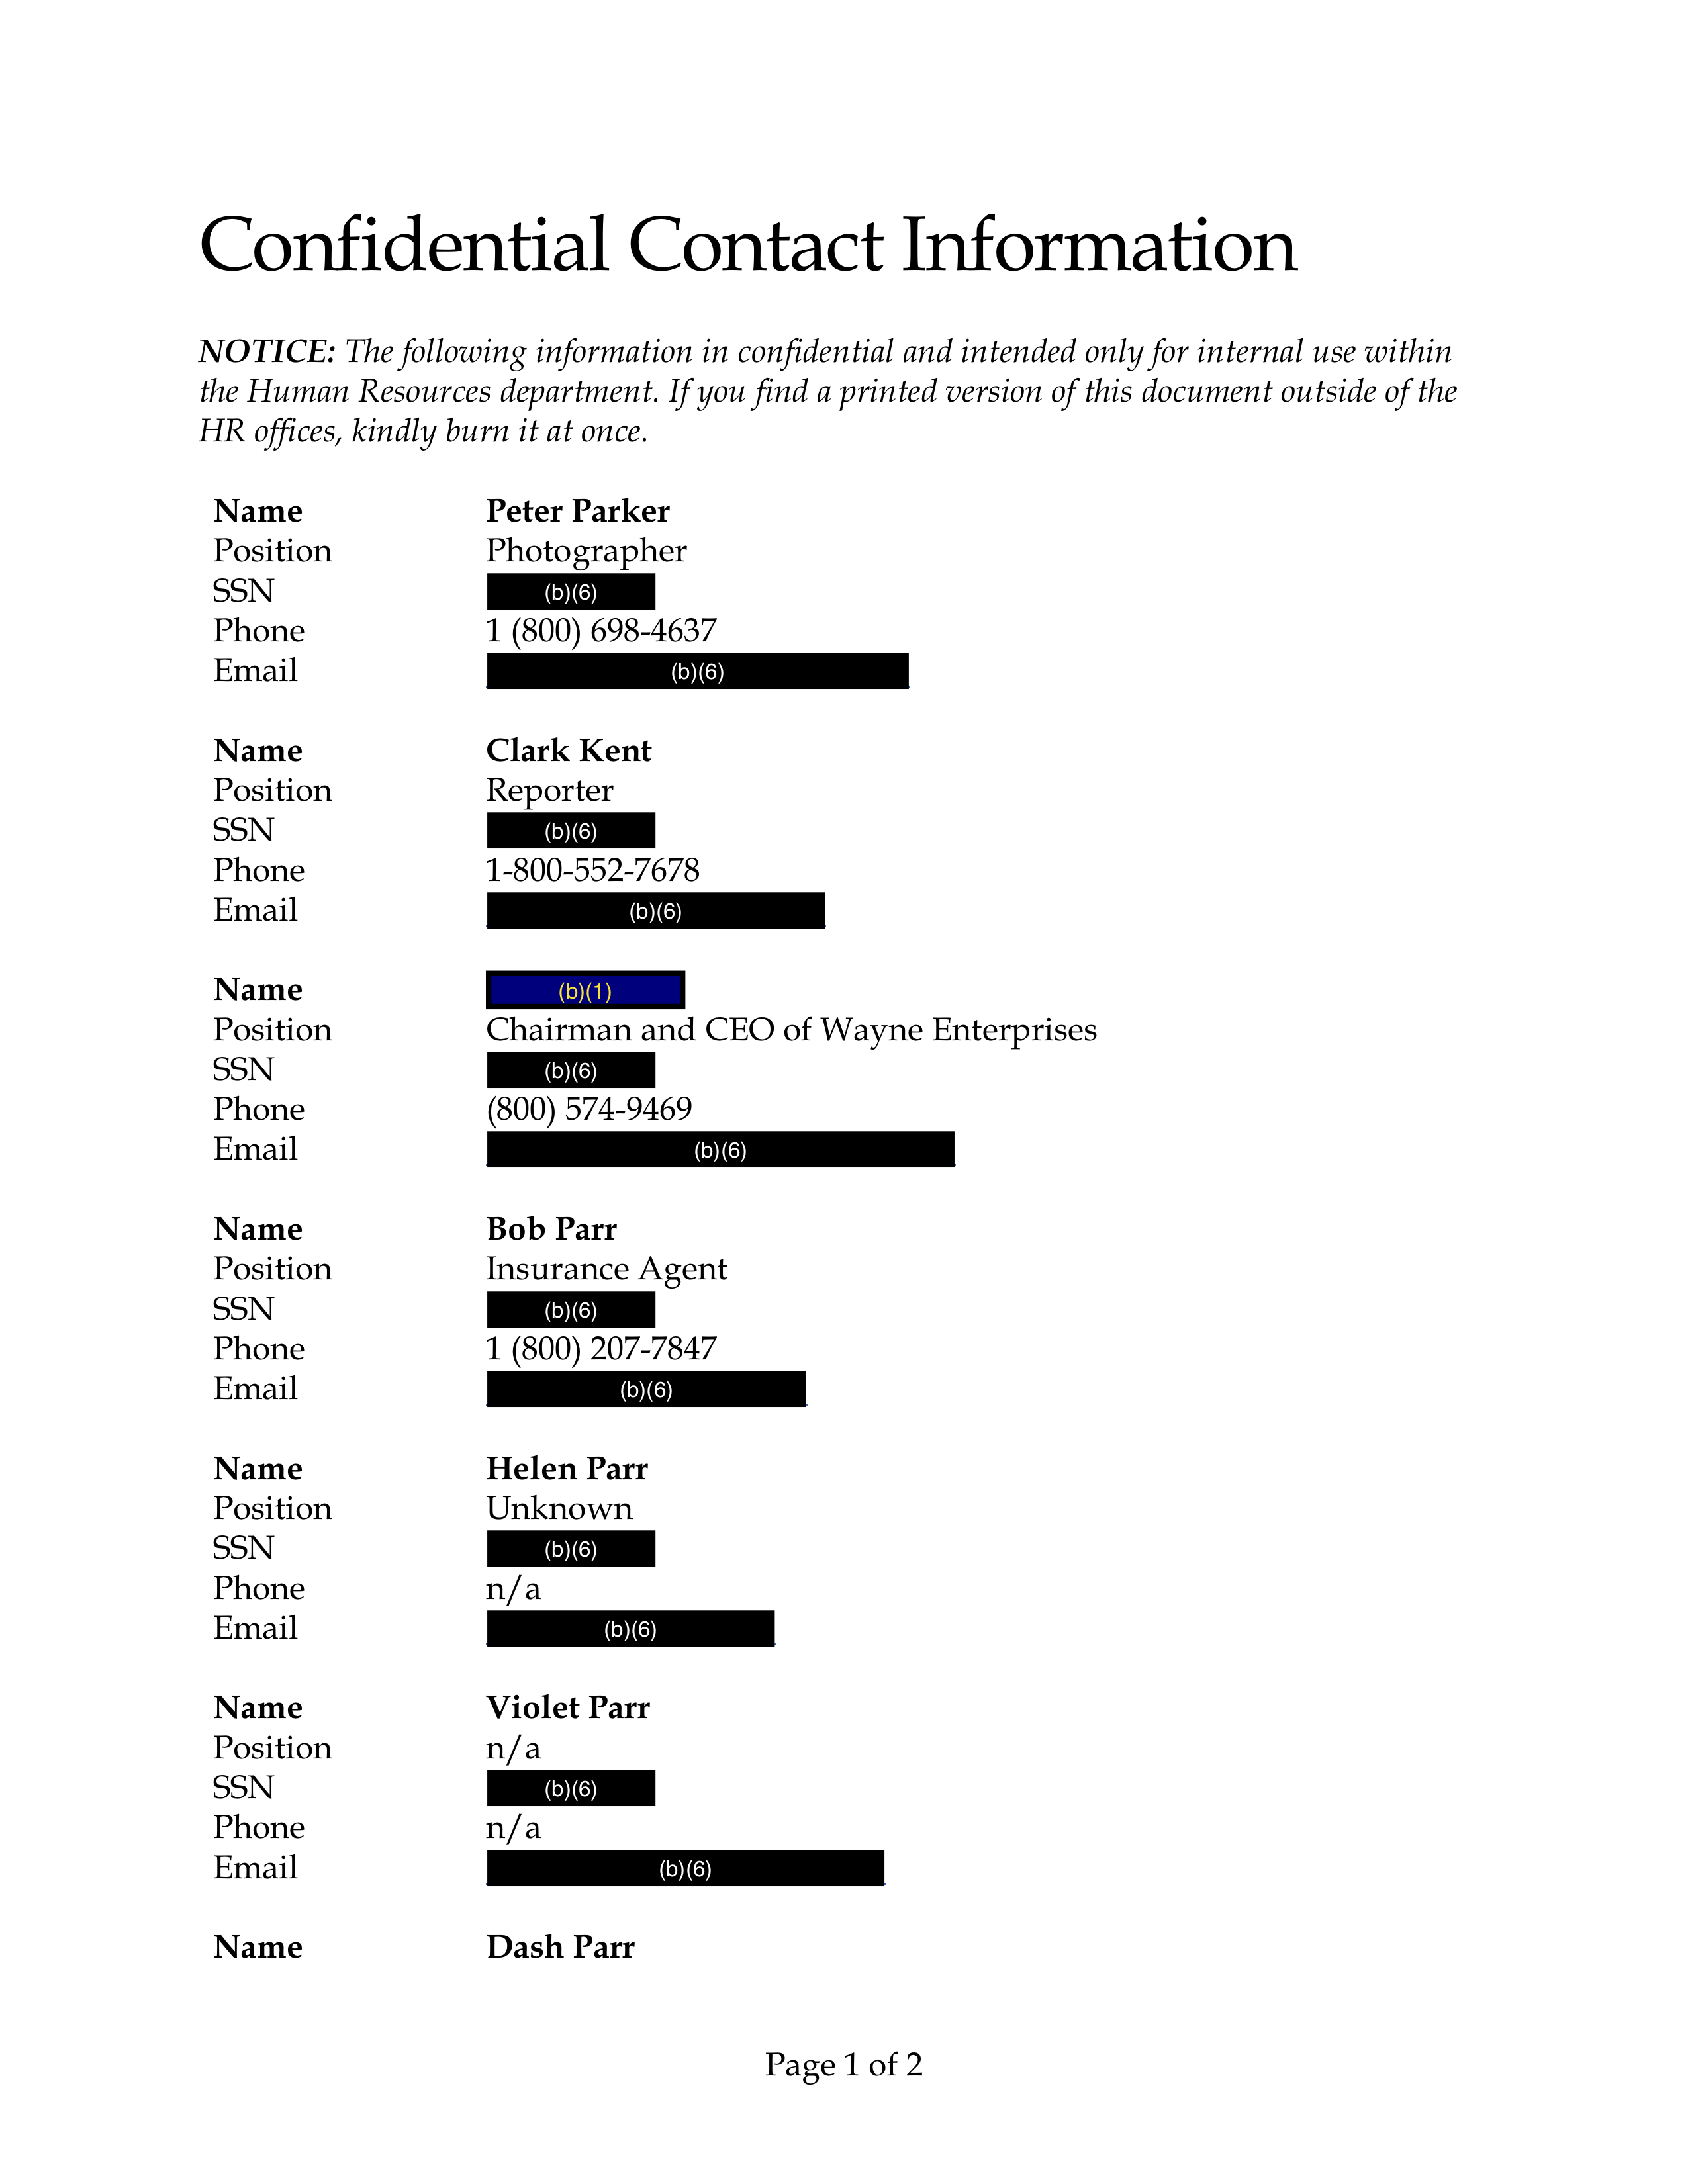 Confidential Contact Information
NOTICE: The following information in confidential and intended only for internal use within
the Human Resources department. If you find a printed version of this document outside of the
HR offices, kindly burn it at once.
Name Peter Parker
Position Photographer
SSN (b)(6)
Phone 1 (800) 698-4637
Email (b)(6)
Name Clark Kent
Position Reporter
SSN (b)(6)
Phone 1-800-552-7678
Email (b)(6)
Name (b)(1)
Position Chairman and CEO of Wayne Enterprises
SSN (b)(6)
Phone (800) 574-9469
Email (b)(6)
Name Bob Parr
Position Insurance Agent
SSN (b)(6)
Phone 1 (800) 207-7847
Email (b)(6)
Name Helen Parr
Position Unknown
SSN (b)(6)
Phone n/a
Email (b)(6)
Name Violet Parr
Position n/a
SSN (b)(6)
Phone n/a
Email (b)(6)
Name Dash Parr
Page 1 of 2